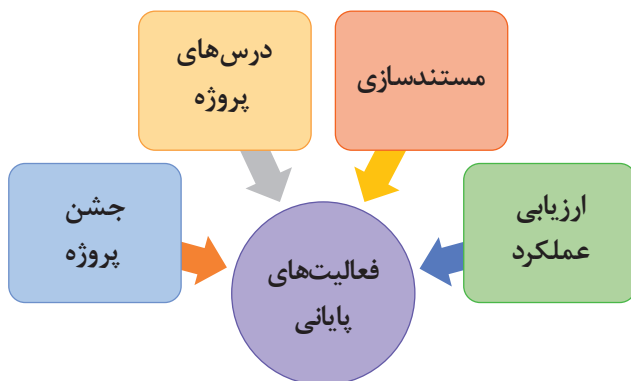 مستندسازی
درس‌های
پروژه
ارزیابی
عملکرد
جشن
پروژه
فعالیت‌های
پایانی